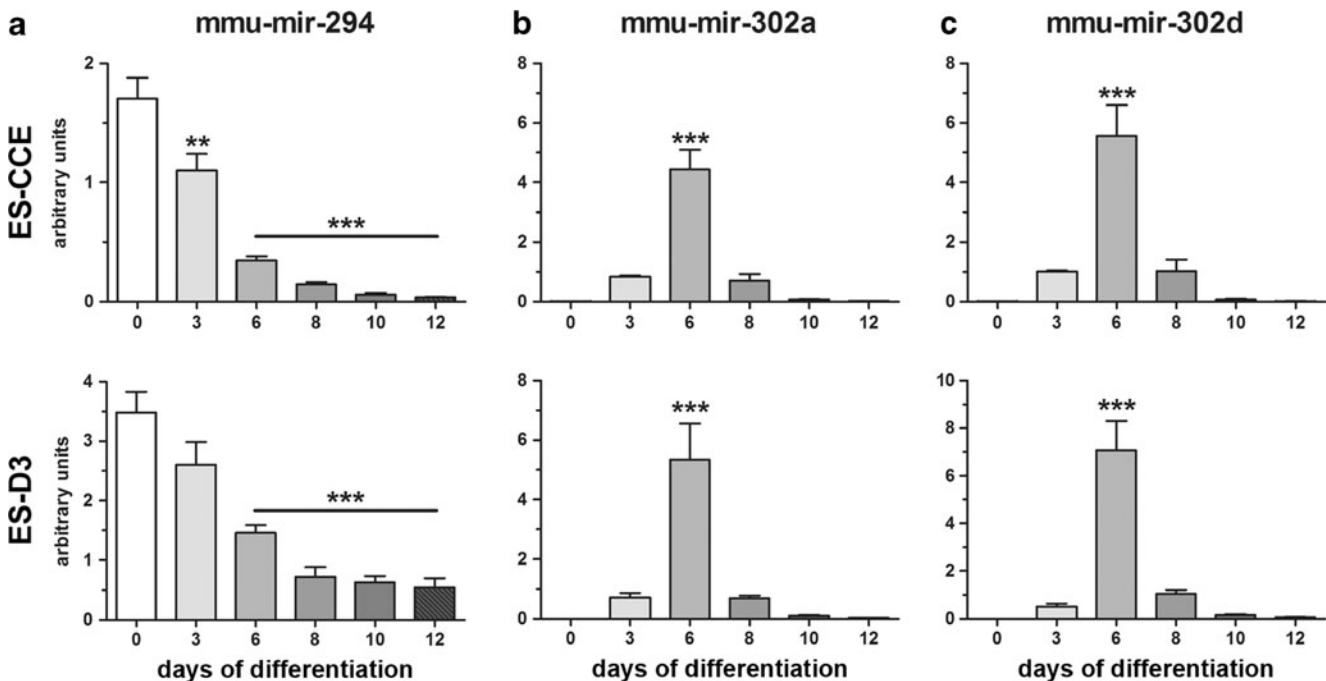 a mmu-mir-294
b mmu-mir-302a
c mmu-mir-302d
ES-CCE
arbitrary units
2
1
0
**
***
0 3 6 8 10 12
8
6
4
2
0
***
0 3 6 8 10 12
8
6
4
2
0
***
0 3 6 8 10 12
ES-D3
arbitrary units
4
3
2
1
0
***
0 3 6 8 10 12
days of differentiation
8
6
4
2
0
***
0 3 6 8 10 12
days of differentiation
10
8
6
4
2
0
***
0 3 6 8 10 12
days of differentiation